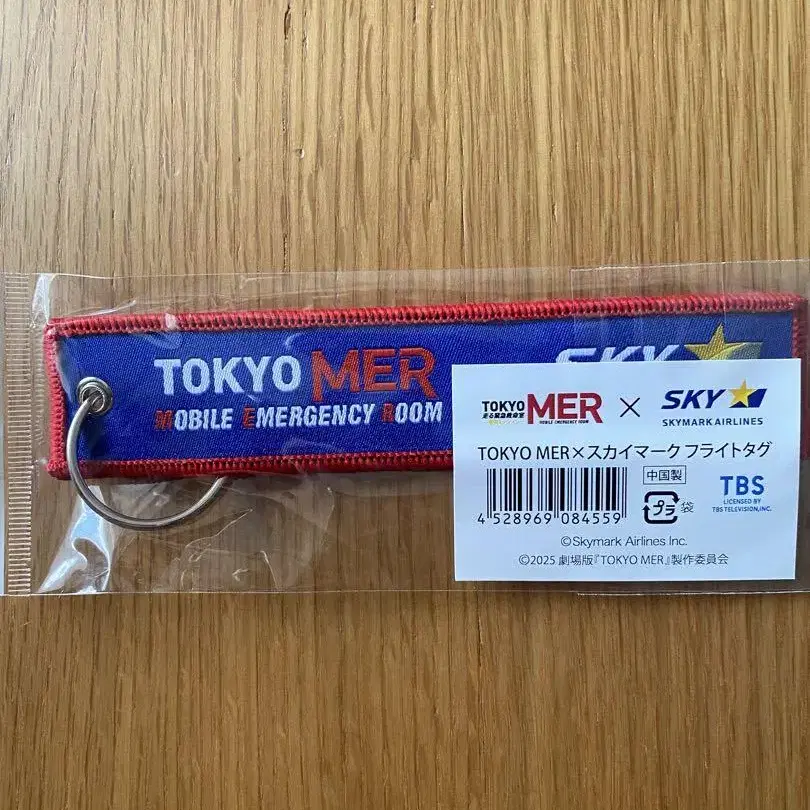 TOKYO MER
MOBILE EMERGENCY ROOM
SKY
TOKYO MER
走る緊急救命室
MOBILE EMERGENCY ROOM
×
SKY
SKYMARK AIRLINES
TOKYO MER×スカイマーク フライトタグ
中国製
4 528969 084559
プラ 袋
TBS
LICENSED BY
TBS TELEVISION, INC.
©Skymark Airlines Inc.
©2025 劇場版『TOKYO MER』製作委員会